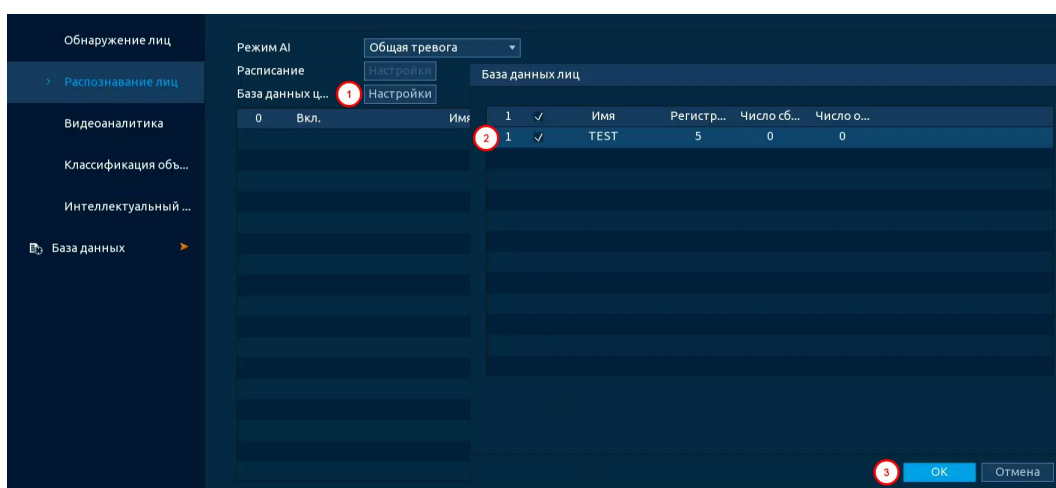 Обнаружение лиц
Распознавание лиц
Видеоаналитика
Классификация объ...
Интеллектуальный ...
База данных
Режим AI Общая тревога
Расписание Настройки
База данных ц... 1 Настройки
0 Вкл. Имя
База данных лиц
1 Имя Регистр... Число сб... Число о...
2 1 TEST 5 0 0
3 OK Отмена